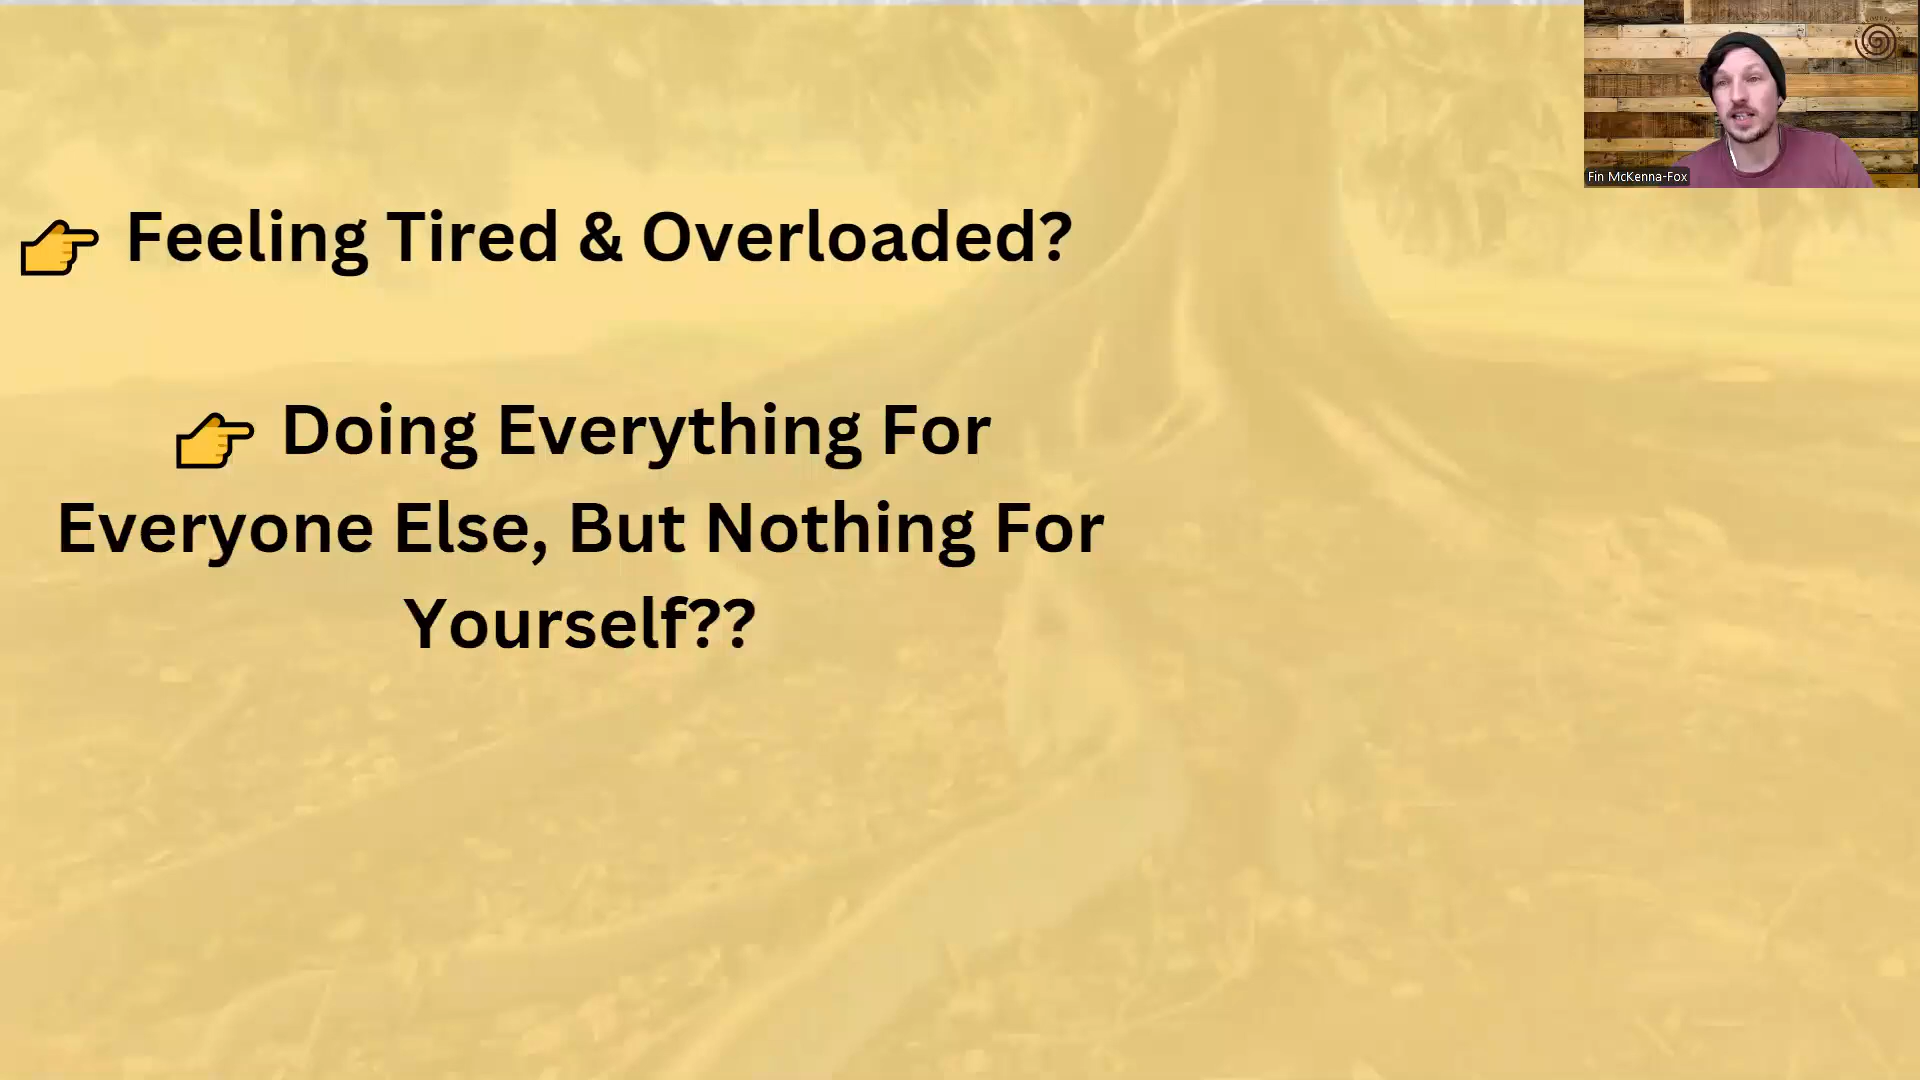 👉 Feeling Tired & Overloaded?
👉 Doing Everything For
Everyone Else, But Nothing For
Yourself??
Fin McKenna-Fox